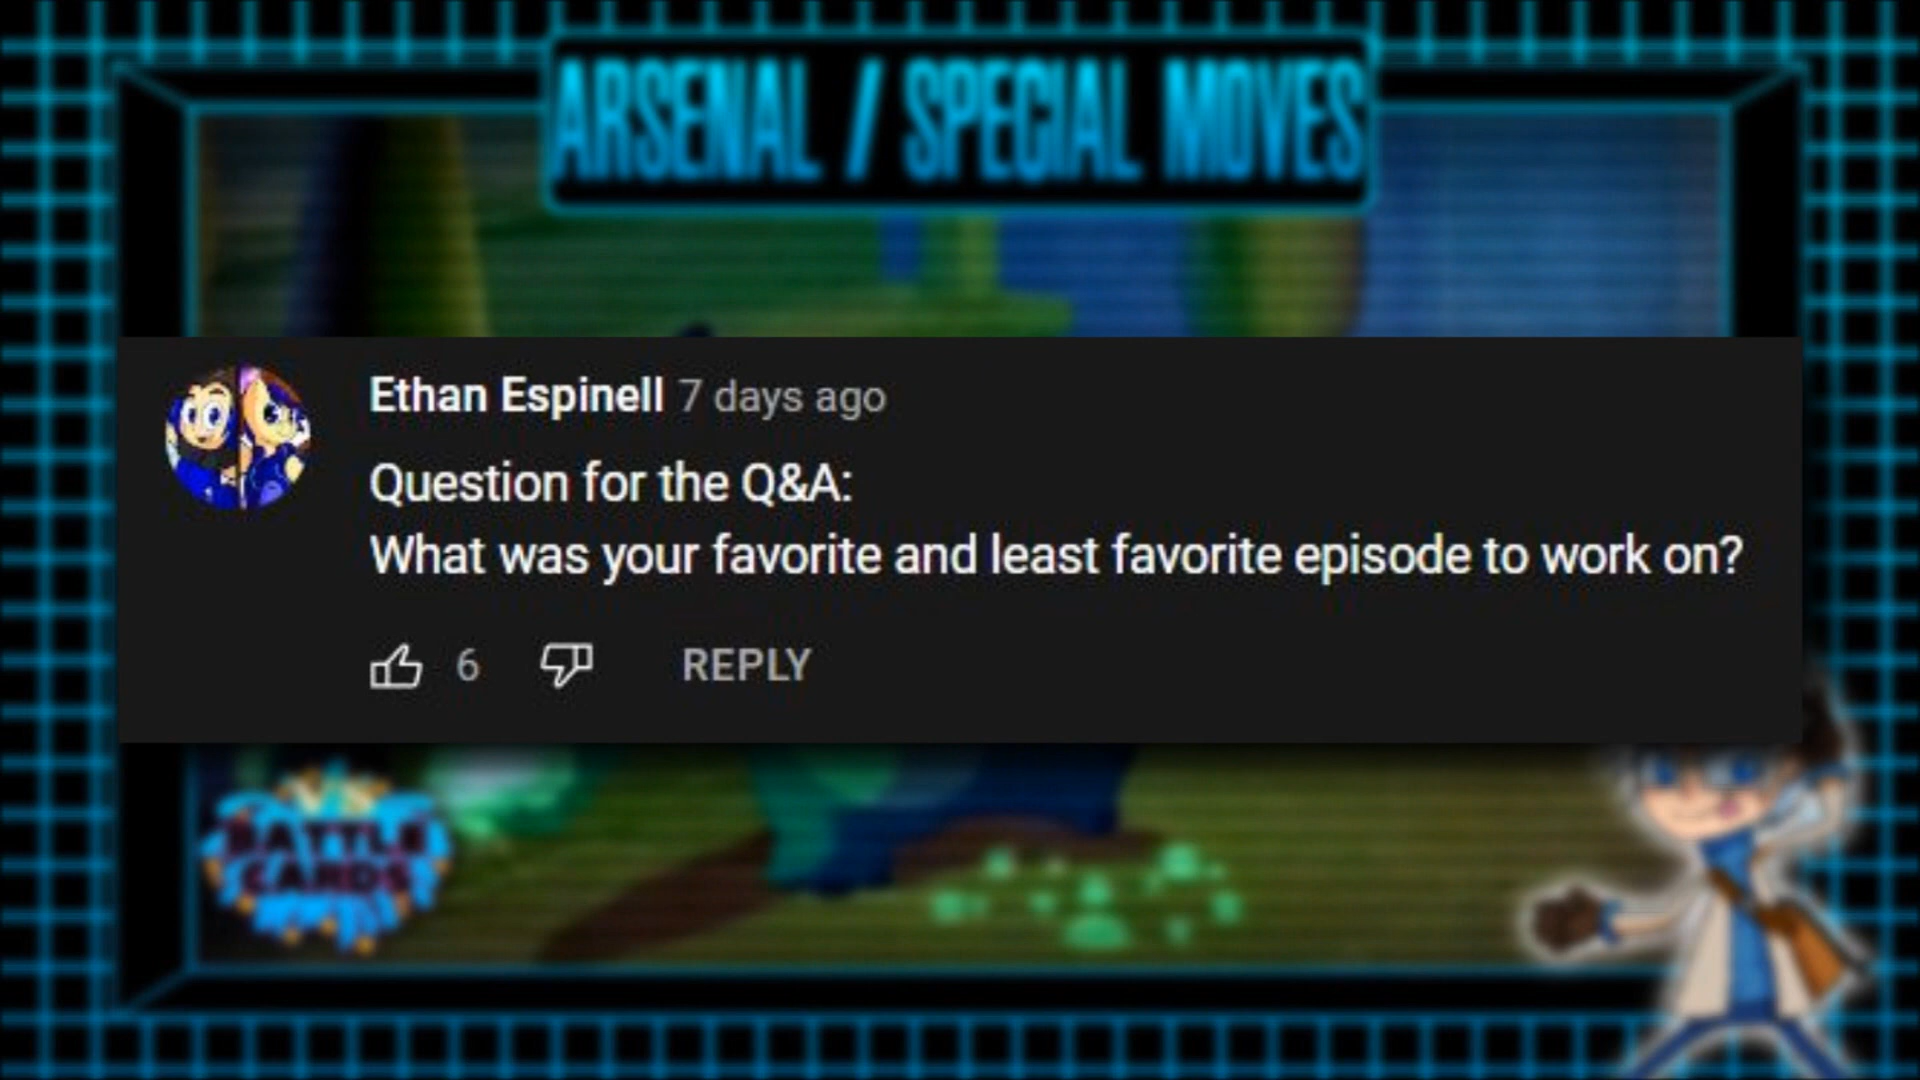 ARSENAL / SPECIAL MOVES
Ethan Espinell 7 days ago
Question for the Q&A:
What was your favorite and least favorite episode to work on?
6 REPLY
VS
BATTLE
CARDS